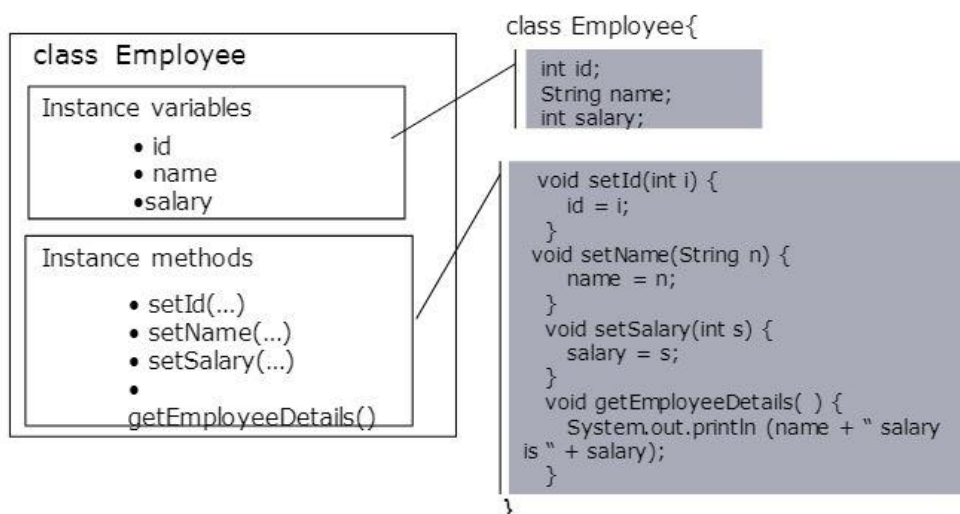 class Employee
Instance variables
• id
• name
•salary
Instance methods
• setId(...)
• setName(...)
• setSalary(...)
•
getEmployeeDetails()
class Employee{
int id;
String name;
int salary;
void setId(int i) {
id = i;
}
void setName(String n) {
name = n;
}
void setSalary(int s) {
salary = s;
}
void getEmployeeDetails( ) {
System.out.println (name + “ salary
is “ + salary);
}
}